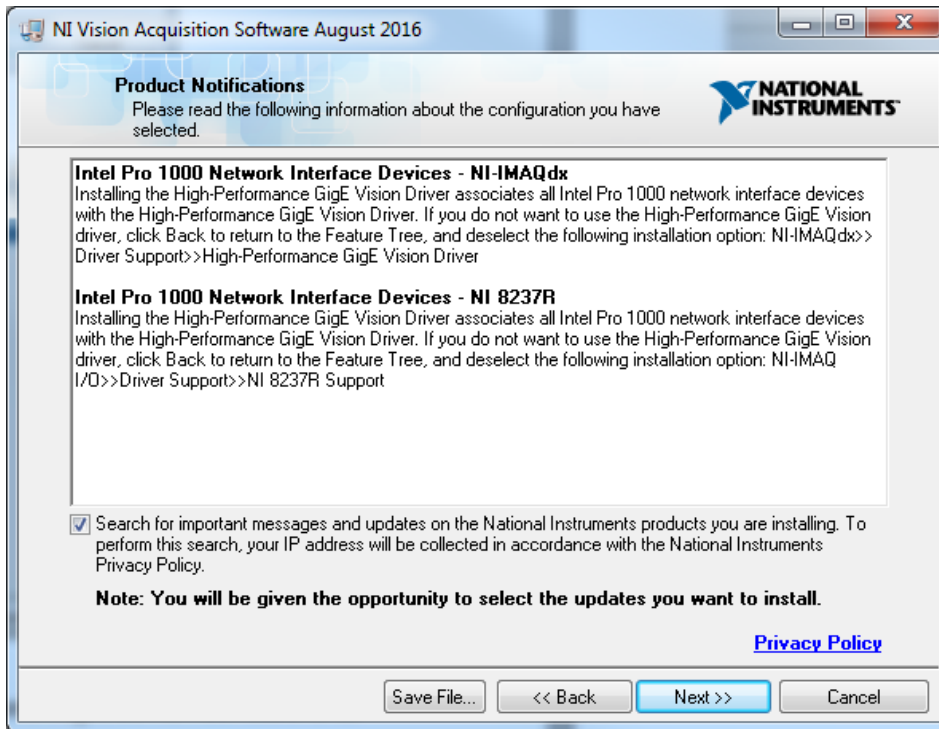 NI Vision Acquisition Software August 2016
Product Notifications
Please read the following information about the configuration you have
selected.
NATIONAL
INSTRUMENTS™
Intel Pro 1000 Network Interface Devices - NI-IMAQdx
Installing the High-Performance GigE Vision Driver associates all Intel Pro 1000 network interface devices
with the High-Performance GigE Vision Driver. If you do not want to use the High-Performance GigE Vision
driver, click Back to return to the Feature Tree, and deselect the following installation option: NI-IMAQdx>>
Driver Support>>High-Performance GigE Vision Driver
Intel Pro 1000 Network Interface Devices - NI 8237R
Installing the High-Performance GigE Vision Driver associates all Intel Pro 1000 network interface devices
with the High-Performance GigE Vision Driver. If you do not want to use the High-Performance GigE Vision
driver, click Back to return to the Feature Tree, and deselect the following installation option: NI-IMAQ
I/O>>Driver Support>>NI 8237R Support
Search for important messages and updates on the National Instruments products you are installing. To
perform this search, your IP address will be collected in accordance with the National Instruments
Privacy Policy.
Note: You will be given the opportunity to select the updates you want to install.
Privacy Policy
Save File...
<< Back
Next >>
Cancel